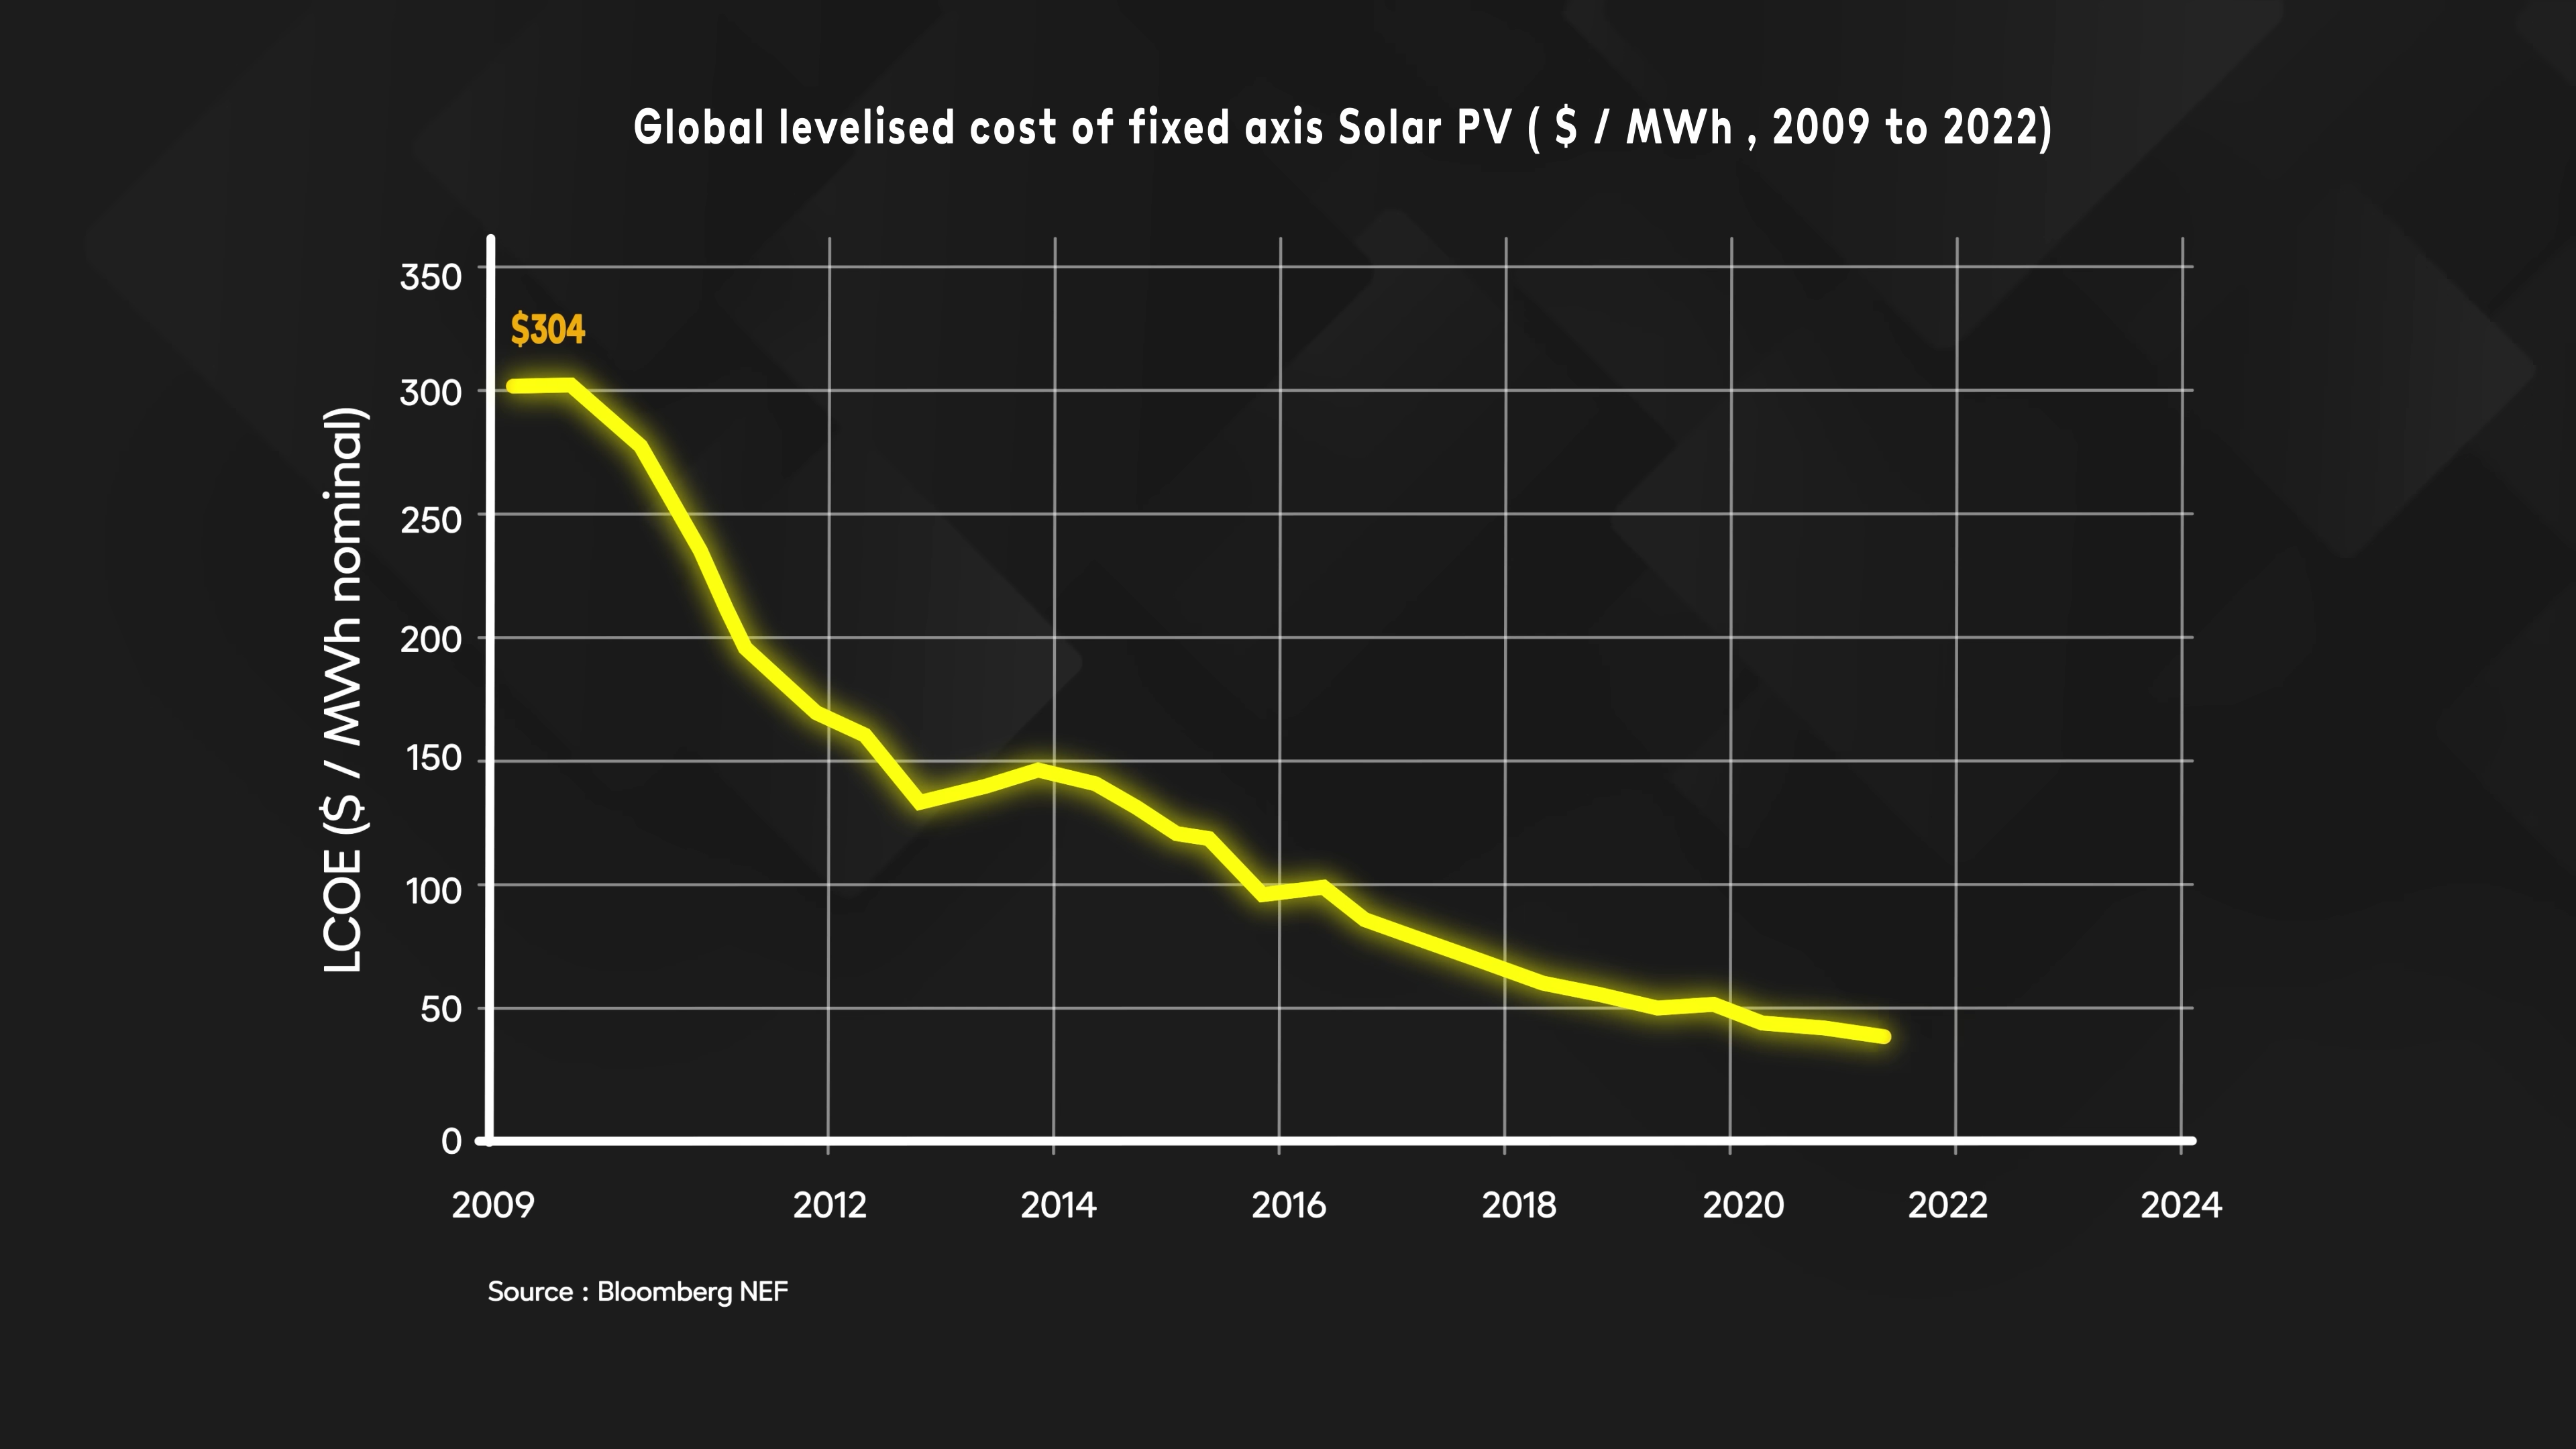 Global levelised cost of fixed axis Solar PV ( $ / MWh , 2009 to 2022)
LCOE ($ / MWh nominal)
350
$304
300
250
200
150
100
50
0
2009 2012 2014 2016 2018 2020 2022 2024
Source : Bloomberg NEF